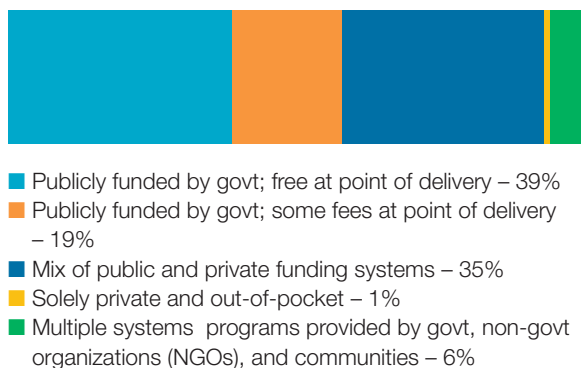 Publicly funded by govt; free at point of delivery – 39%
Publicly funded by govt; some fees at point of delivery
– 19%
Mix of public and private funding systems – 35%
Solely private and out-of-pocket – 1%
Multiple systems  programs provided by govt, non-govt
organizations (NGOs), and communities – 6%